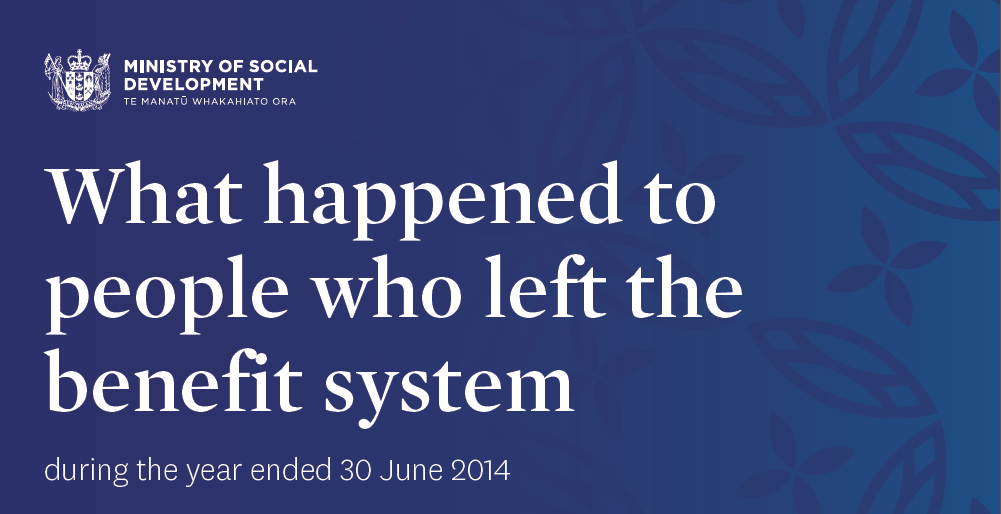 MINISTRY OF SOCIAL
DEVELOPMENT
TE MANATŪ WHAKAHIATO ORA
What happened to
people who left the
benefit system
during the year ended 30 June 2014